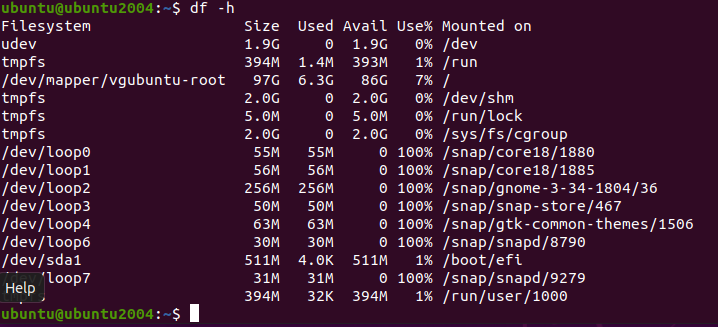 ubuntu@ubuntu2004:~$ df -h
Filesystem Size Used Avail Use% Mounted on
udev 1.9G 0 1.9G 0% /dev
tmpfs 394M 1.4M 393M 1% /run
/dev/mapper/vgubuntu-root 97G 6.3G 86G 7% /
tmpfs 2.0G 0 2.0G 0% /dev/shm
tmpfs 5.0M 0 5.0M 0% /run/lock
tmpfs 2.0G 0 2.0G 0% /sys/fs/cgroup
/dev/loop0 55M 55M 0 100% /snap/core18/1880
/dev/loop1 56M 56M 0 100% /snap/core18/1885
/dev/loop2 256M 256M 0 100% /snap/gnome-3-34-1804/36
/dev/loop3 50M 50M 0 100% /snap/snap-store/467
/dev/loop4 63M 63M 0 100% /snap/gtk-common-themes/1506
/dev/loop6 30M 30M 0 100% /snap/snapd/8790
/dev/sda1 511M 4.0K 511M 1% /boot/efi
/dev/loop7 31M 31M 0 100% /snap/snapd/9279
Help
tmpfs 394M 32K 394M 1% /run/user/1000
ubuntu@ubuntu2004:~$